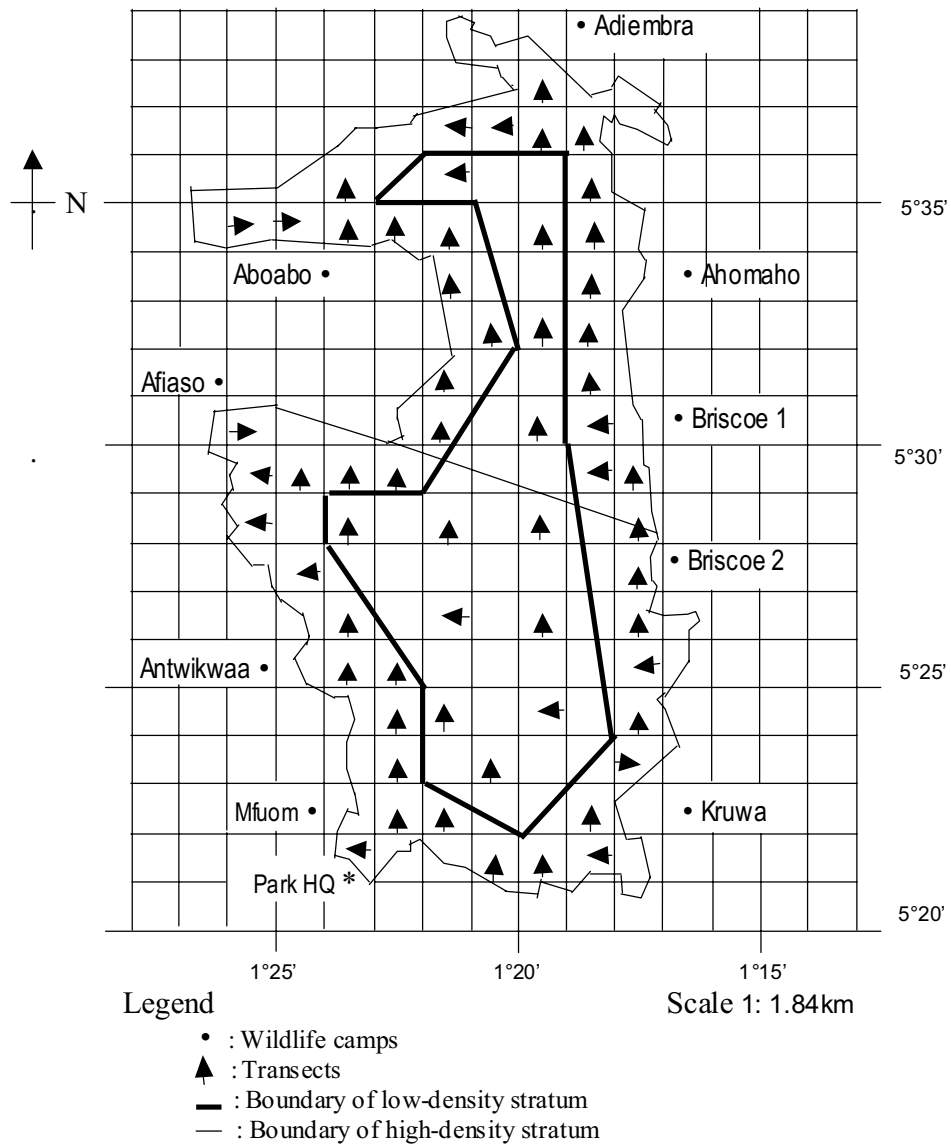 • Adiembra
N
5°35’
Aboabo •
• Ahomaho
Afiaso •
• Briscoe 1
5°30’
• Briscoe 2
Antwikwaa •
5°25’
Mfuom •
• Kruwa
Park HQ *
5°20’
1°25’ 1°20’ 1°15’
Legend Scale 1: 1.84km
• : Wildlife camps
: Transects
: Boundary of low-density stratum
: Boundary of high-density stratum